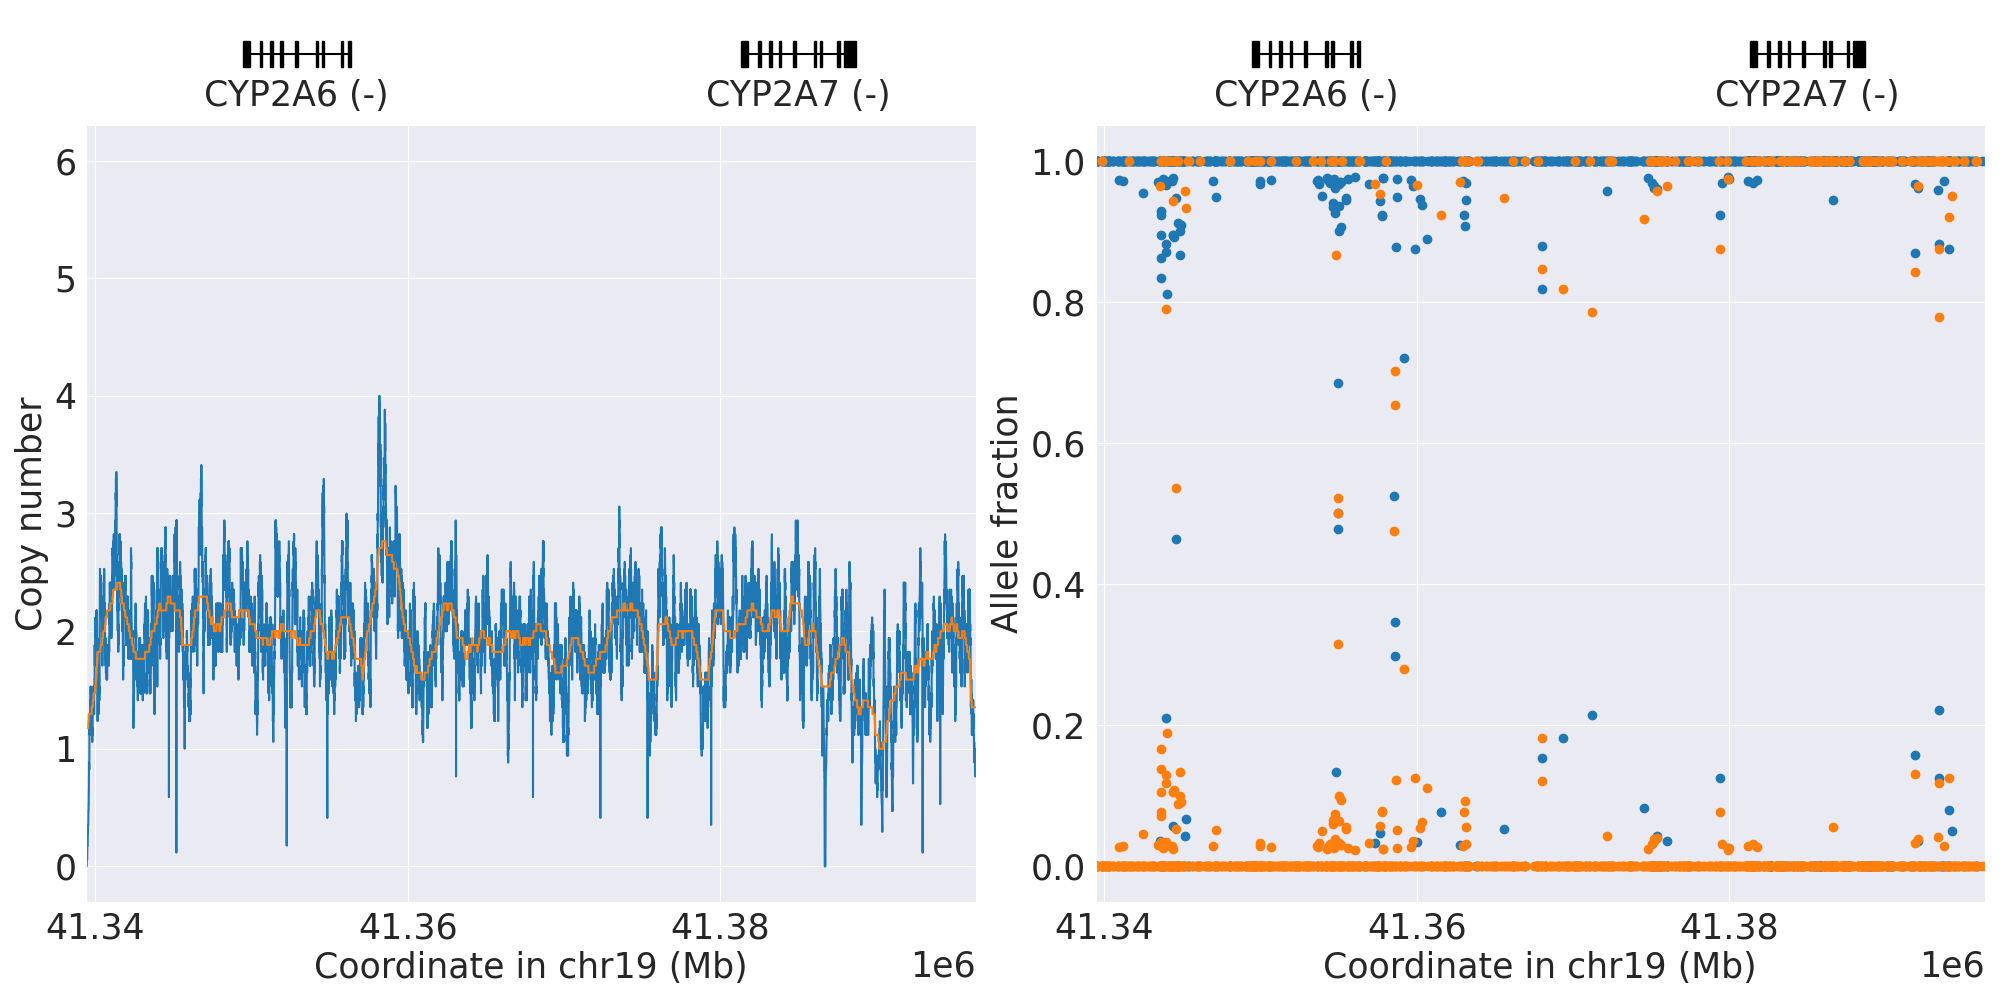 CYP2A6 (-)
CYP2A7 (-)
6
5
4
3
2
1
0
Copy number
41.34
41.36
41.38
Coordinate in chr19 (Mb)
1e6
CYP2A6 (-)
CYP2A7 (-)
1.0
0.8
0.6
0.4
0.2
0.0
Allele fraction
41.34
41.36
41.38
Coordinate in chr19 (Mb)
1e6